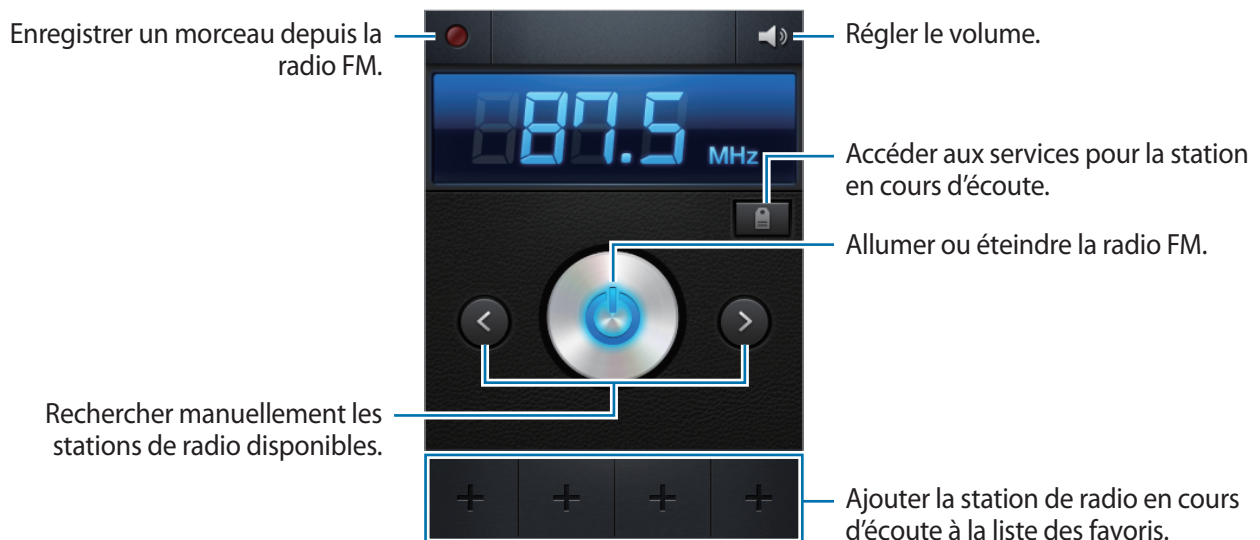 Enregistrer un morceau depuis la
radio FM.
Régler le volume.
87.5 MHz
Accéder aux services pour la station
en cours d'écoute.
Allumer ou éteindre la radio FM.
Rechercher manuellement les
stations de radio disponibles.
Ajouter la station de radio en cours
d'écoute à la liste des favoris.